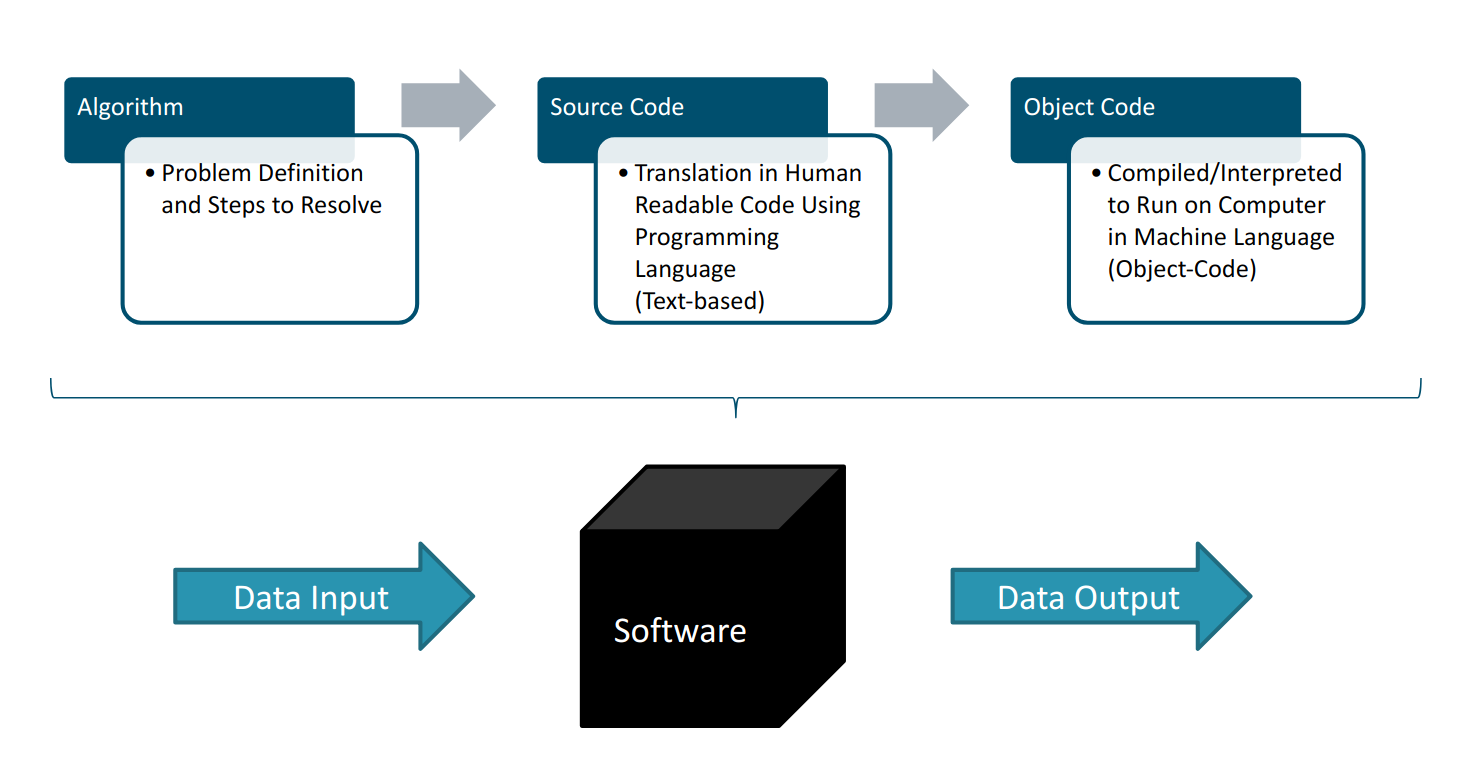 Algorithm
• Problem Definition
and Steps to Resolve
Source Code
• Translation in Human
Readable Code Using
Programming
Language
(Text-based)
Object Code
• Compiled/Interpreted
to Run on Computer
in Machine Language
(Object-Code)
Data Input
Software
Data Output